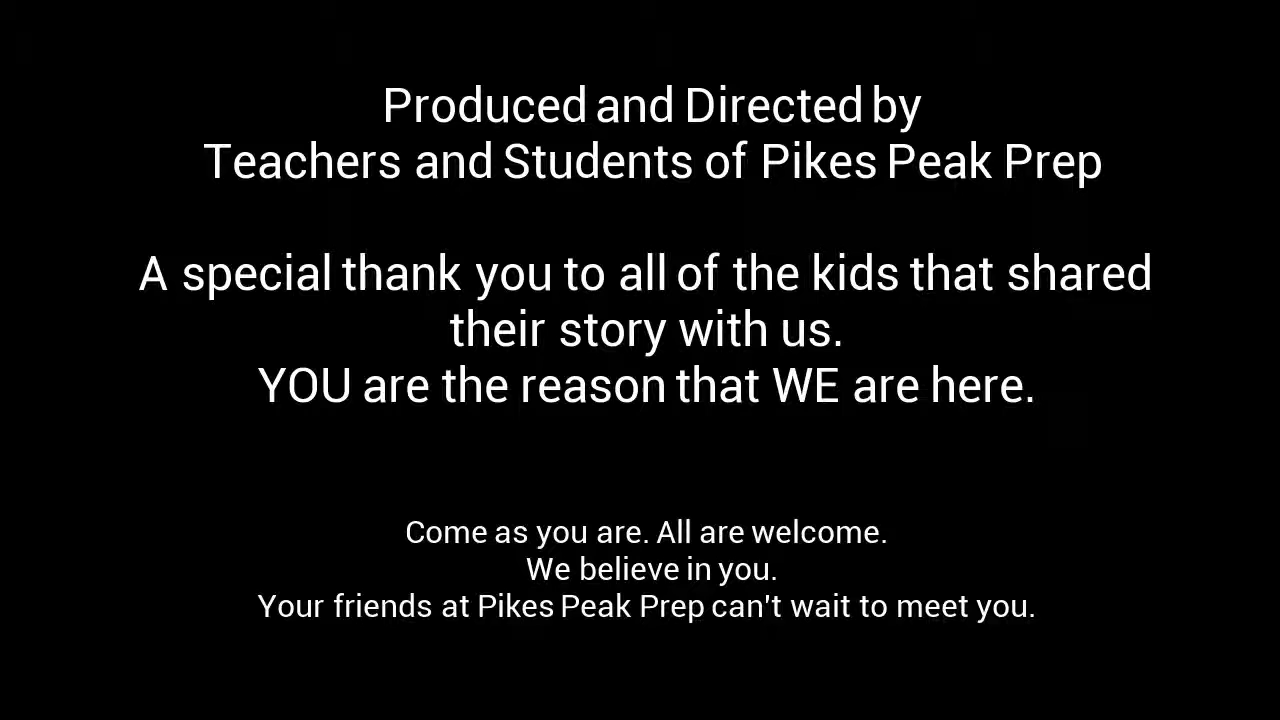 Produced and Directed by
Teachers and Students of Pikes Peak Prep
A special thank you to all of the kids that shared
their story with us.
YOU are the reason that WE are here.
Come as you are. All are welcome.
We believe in you.
Your friends at Pikes Peak Prep can't wait to meet you.